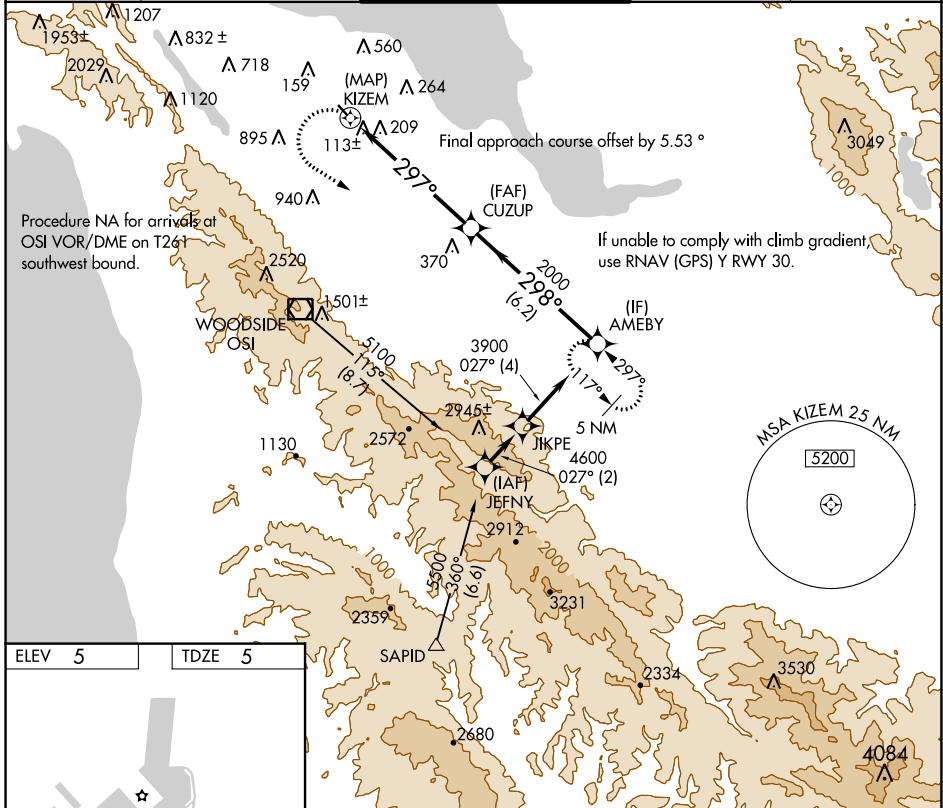 1207
1953±
832 ±
560
2029
718
159
(MAP)
KIZEM
264
1120
895
113±
209
Final approach course offset by 5.53 °
3049
1000
297°
940
(FAF)
CUZUP
Procedure NA for arrivals at
OSI VOR/DME on T261
southwest bound.
370
If unable to comply with climb gradient,
use RNAV (GPS) Y RWY 30.
2520
2000
298°
(6.2)
1501±
WOODSIDE
OSI
(IF)
AMEBY
5100
115°
(8.7)
3900
027° (4)
297°
117°
5 NM
2945±
JIKPE
2572
1130
4600
027° (2)
(IAF)
JEFNY
MSA KIZEM 25 NM
5200
2912
2000
1000
5500
360°
(6.6)
3231
2359
SAPID
ELEV 5
TDZE 5
2334
3530
2680
4084